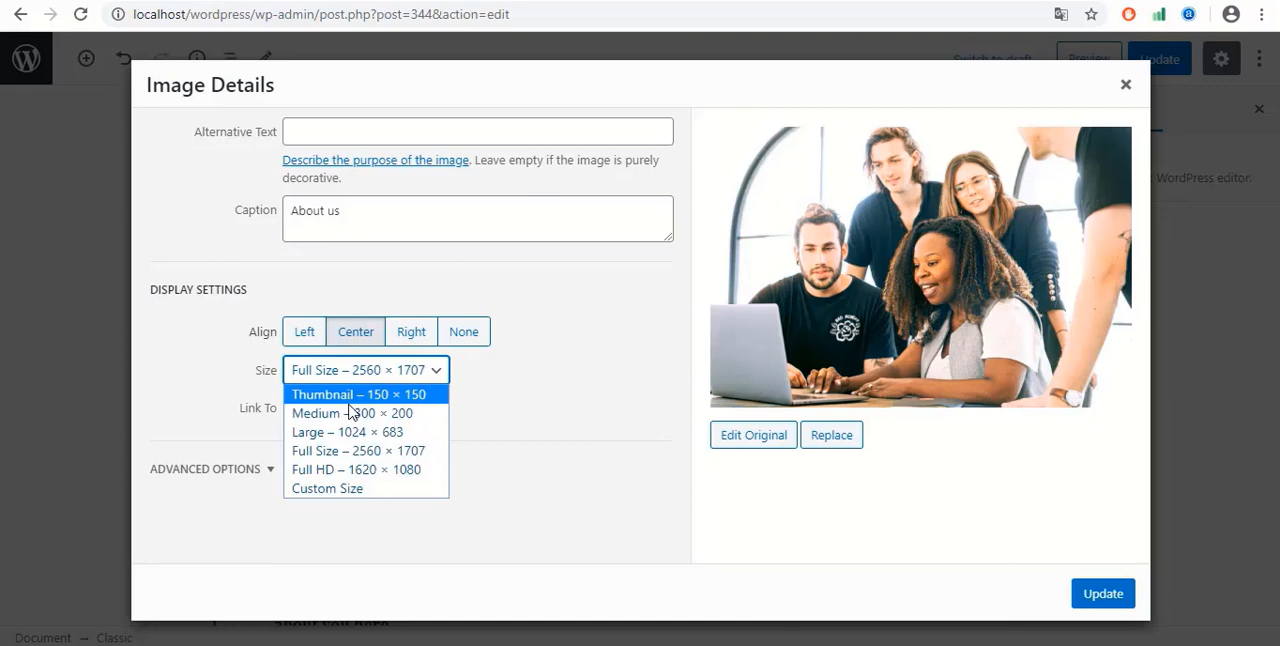 localhost/wordpress/wp-admin/post.php?post=344&action=edit
Switch to draft
Preview
Update
Image Details
Alternative Text
Describe the purpose of the image. Leave empty if the image is purely
decorative.
Caption
About us
WordPress editor.
DISPLAY SETTINGS
Align
Left
Center
Right
None
Size
Full Size – 2560 × 1707
Thumbnail – 150 × 150
Medium – 300 × 200
Large – 1024 × 683
Full Size – 2560 × 1707
Full HD – 1620 × 1080
Custom Size
Link To
ADVANCED OPTIONS
Edit Original
Replace
Update
about you here
Document → Classic